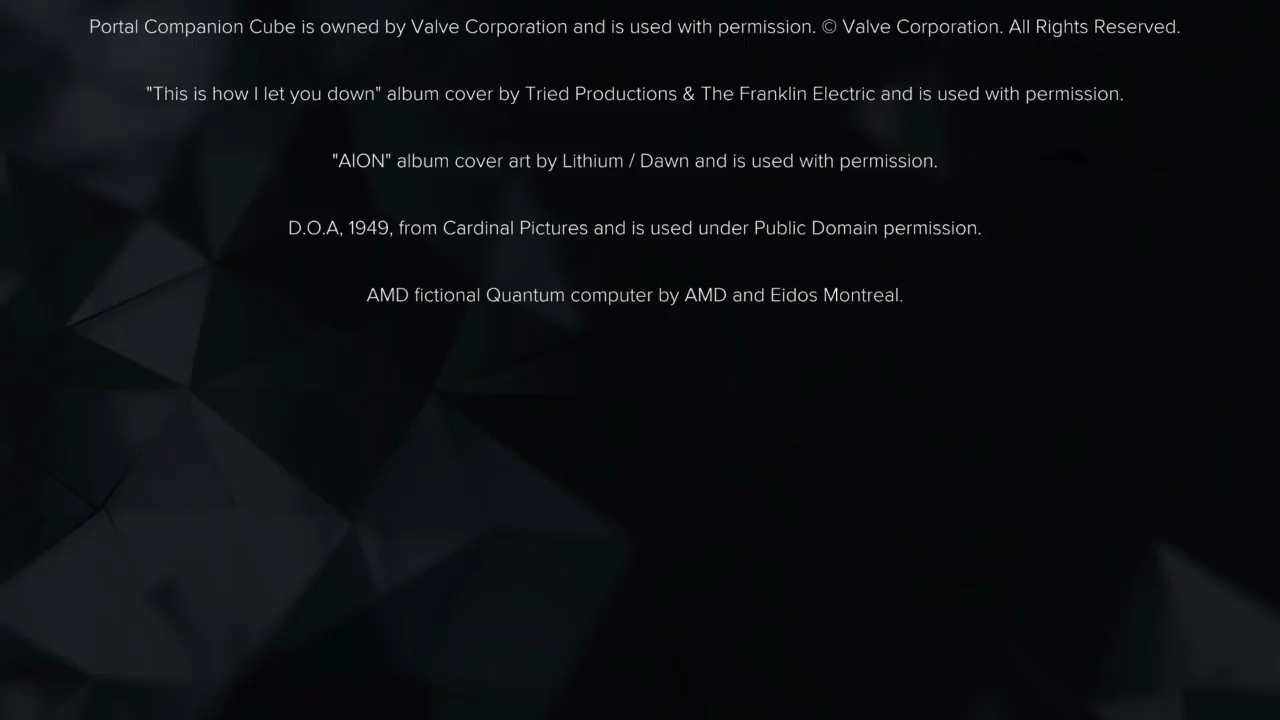 Portal Companion Cube is owned by Valve Corporation and is used with permission. © Valve Corporation. All Rights Reserved.
"This is how I let you down" album cover by Tried Productions & The Franklin Electric and is used with permission.
"AION" album cover art by Lithium / Dawn and is used with permission.
D.O.A, 1949, from Cardinal Pictures and is used under Public Domain permission.
AMD fictional Quantum computer by AMD and Eidos Montreal.